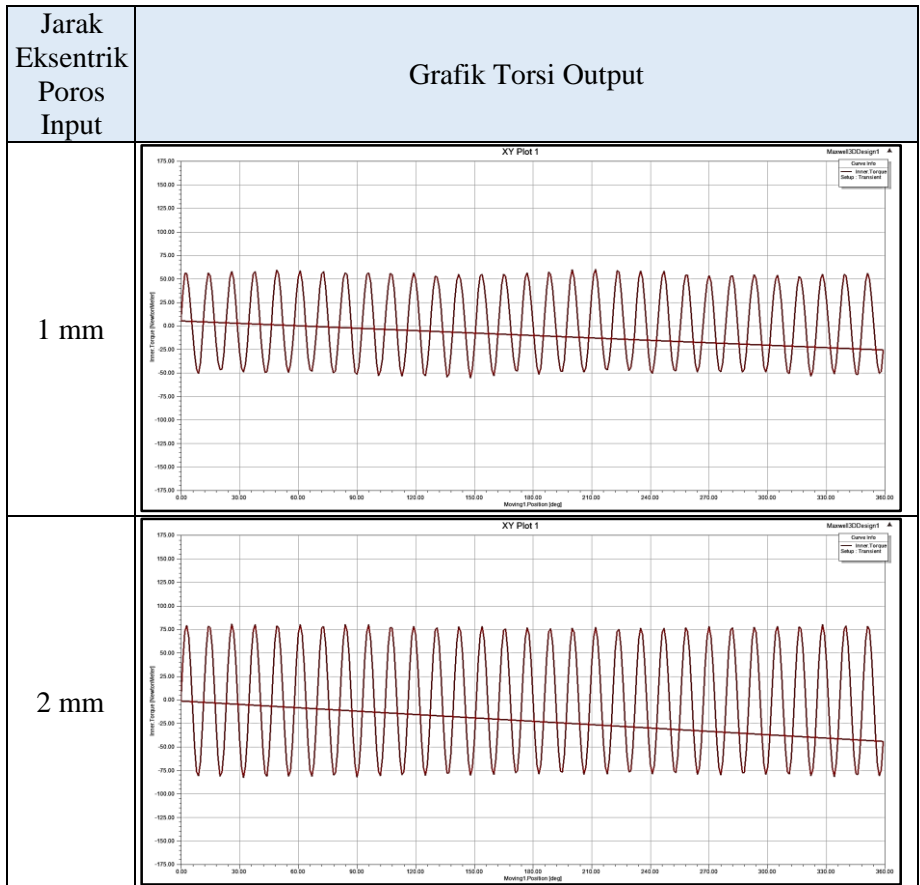 Jarak
Eksentrik
Poros
Input
Grafik Torsi Output
1 mm
XY Plot 1
Maxwell3DDesign1
Curve Info
Inner.Torque
Setup : Transient
175.00
150.00
125.00
100.00
75.00
50.00
25.00
0.00
-25.00
-50.00
-75.00
-100.00
-125.00
-150.00
-175.00
Inner.Torque [NewtonMeter]
0.00 30.00 60.00 90.00 120.00 150.00 180.00 210.00 240.00 270.00 300.00 330.00 360.00
Moving1.Position [deg]
2 mm
XY Plot 1
Maxwell3DDesign1
Curve Info
Inner.Torque
Setup : Transient
175.00
150.00
125.00
100.00
75.00
50.00
25.00
0.00
-25.00
-50.00
-75.00
-100.00
-125.00
-150.00
-175.00
Inner.Torque [NewtonMeter]
0.00 30.00 60.00 90.00 120.00 150.00 180.00 210.00 240.00 270.00 300.00 330.00 360.00
Moving1.Position [deg]